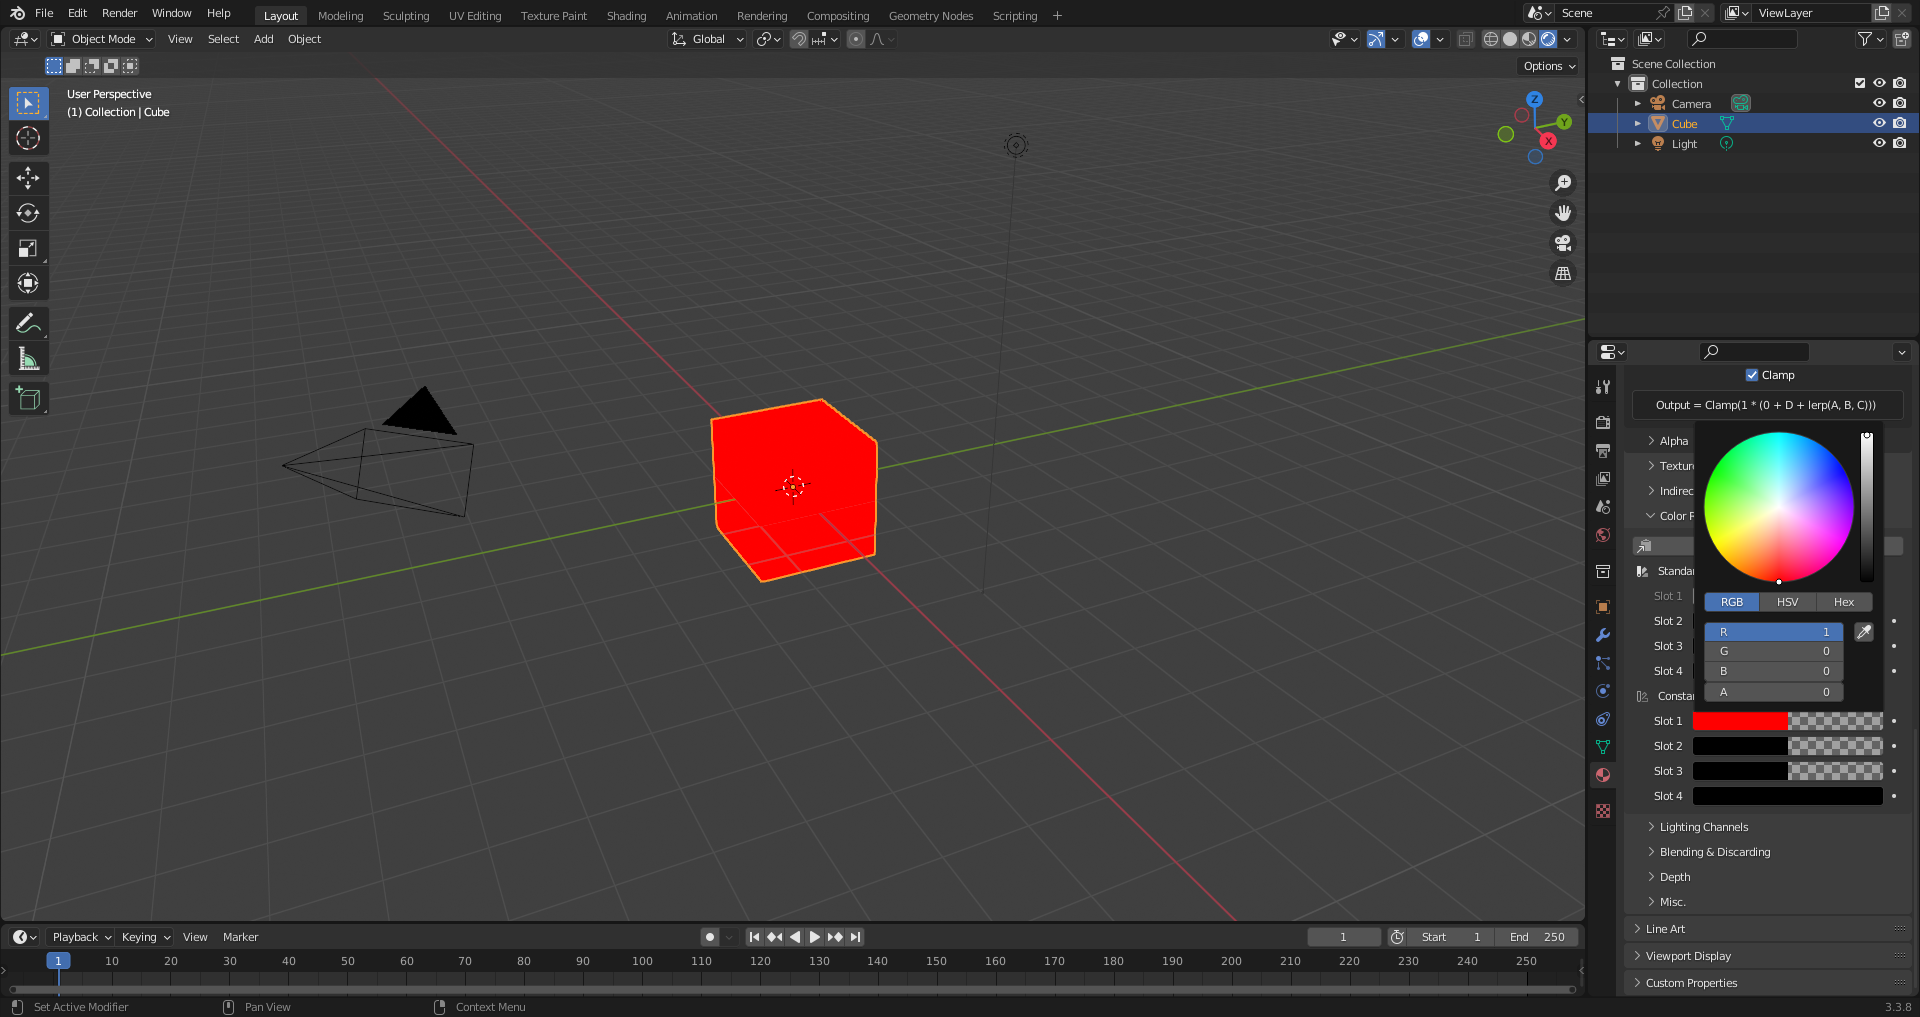 File Edit Render Window Help
Layout Modeling Sculpting UV Editing Texture Paint Shading Animation Rendering Compositing Geometry Nodes Scripting +
Scene
ViewLayer
Object Mode View Select Add Object
Global
Options
User Perspective
(1) Collection | Cube
Z
Y
X
Scene Collection
Collection
Camera
Cube
Light
Clamp
Output = Clamp(1 * (0 + D + lerp(A, B, C)))
Alpha
Texture
Indirec
Color R
Standar
Slot 1
Slot 2
Slot 3
Slot 4
RGB HSV Hex
R 1
G 0
B 0
A 0
Constan
Slot 1
Slot 2
Slot 3
Slot 4
Lighting Channels
Blending & Discarding
Depth
Misc.
Line Art
Viewport Display
Custom Properties
Playback Keying View Marker
1
Start 1
End 250
1 10 20 30 40 50 60 70 80 90 100 110 120 130 140 150 160 170 180 190 200 210 220 230 240 250
Set Active Modifier
Pan View
Context Menu
3.3.8